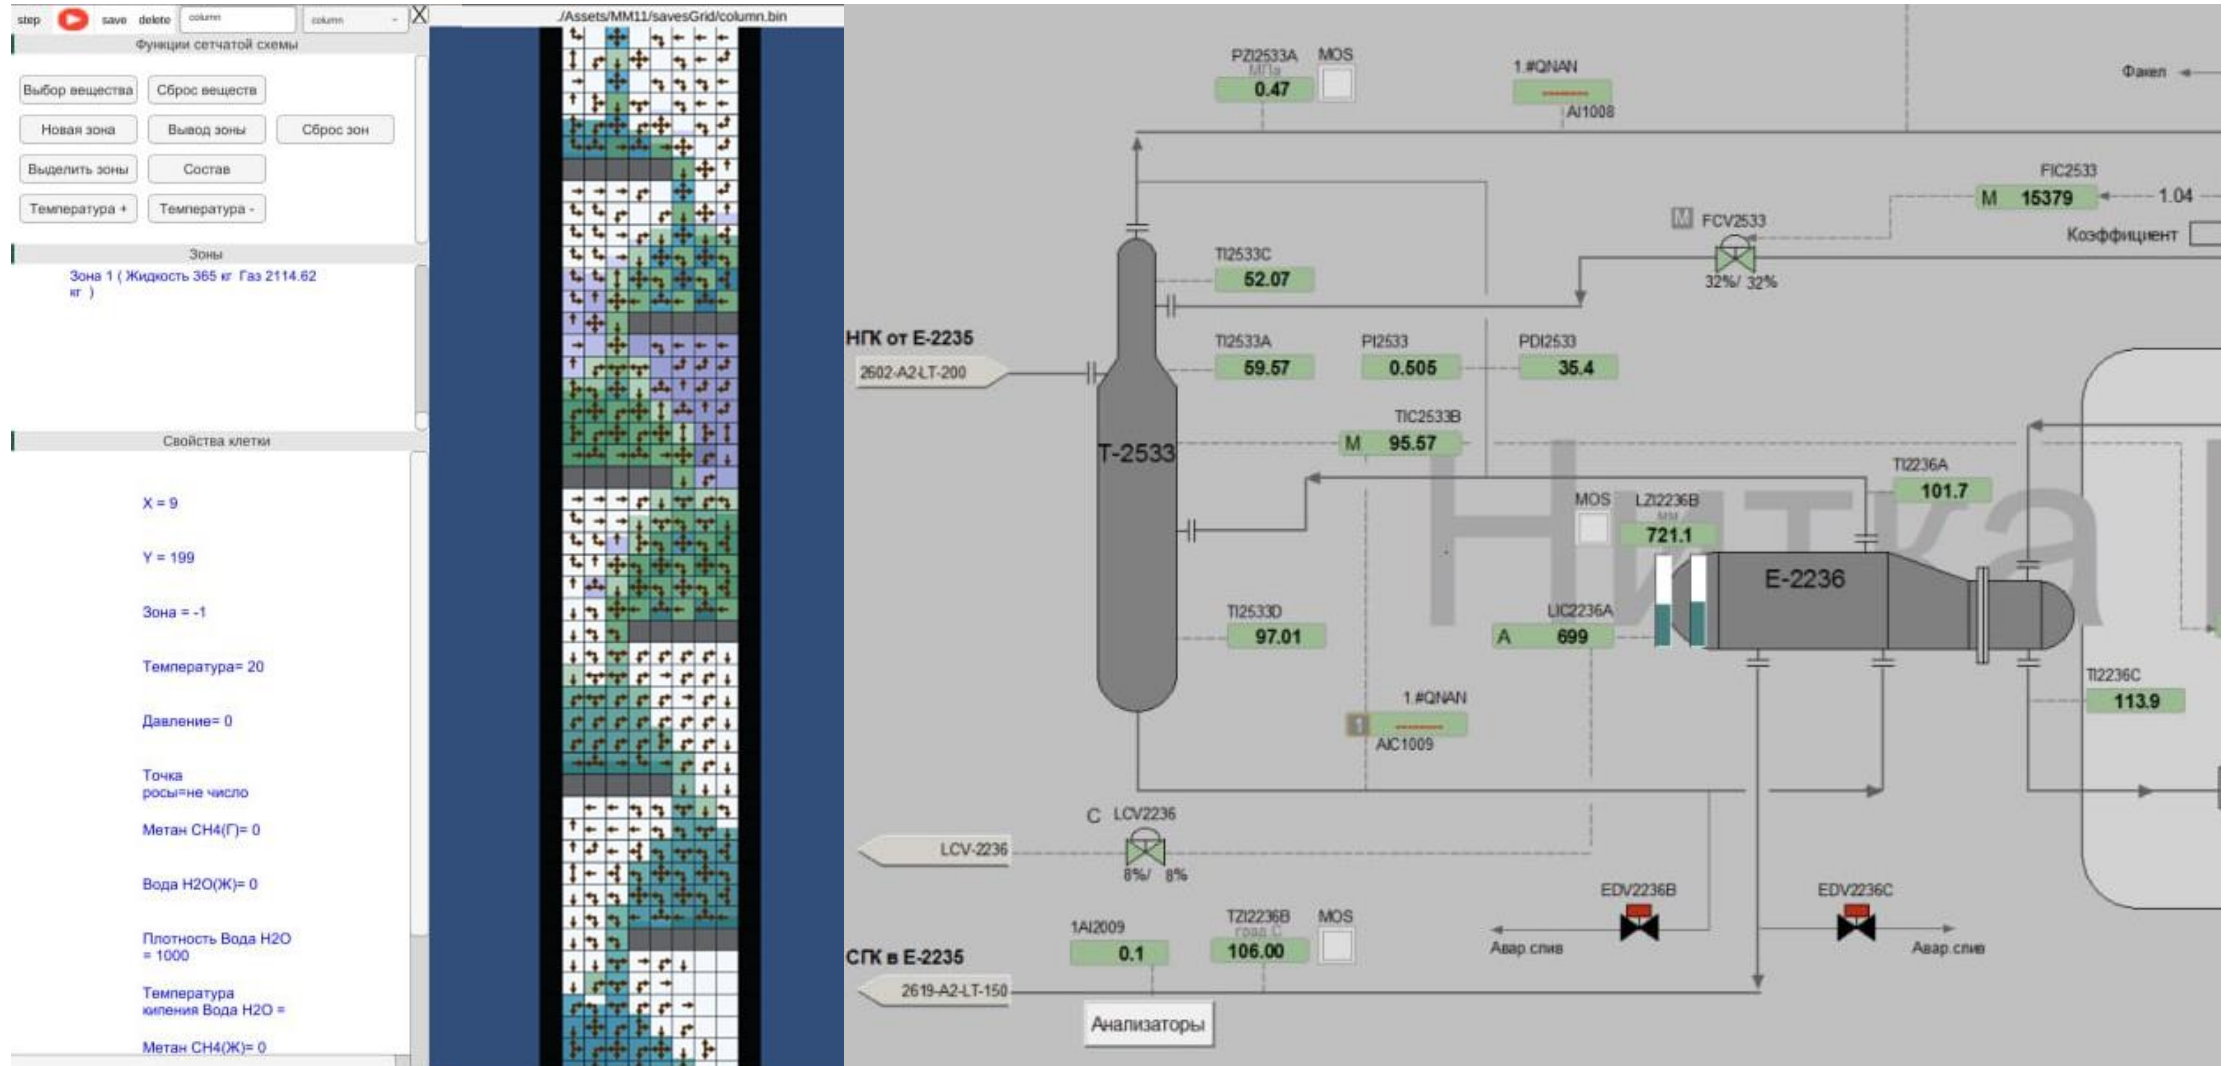 step
save
delete
column
column
X
Функции сетчатой схемы
Выбор вещества
Сброс веществ
Новая зона
Вывод зоны
Сброс зон
Выделить зоны
Состав
Температура +
Температура -
Зоны
Зона 1 ( Жидкость 365 кг Газ 2114.62
кг )
Свойства клетки
X = 9
Y = 199
Зона = -1
Температура= 20
Давление= 0
Точка
росы=не число
Метан CH4(Г)= 0
Вода H2O(Ж)= 0
Плотность Вода H2O
= 1000
Температура
кипения Вода H2O =
Метан CH4(Ж)= 0
./Assets/MM11/savesGrid/column.bin
PZI2533A
МПа
0.47
MOS
1.#QNAN
--------
AI1008
Факел
FIC2533
M 15379
1.04
Коэффициент
M
FCV2533
32%/ 32%
TI2533C
52.07
НГК от Е-2235
2602-A2-LT-200
TI2533A
59.57
PI2533
0.505
PDI2533
35.4
TIC2533B
M 95.57
T-2533
Нитка
TI2236A
101.7
MOS
LZI2236B
мм
721.1
E-2236
TI2533D
97.01
LIC2236A
A 699
TI2236C
113.9
1.#QNAN
1 --------
AIC1009
C LCV2236
LCV-2236
8%/ 8%
EDV2236B
Авар.слив
EDV2236C
Авар.слив
1AI2009
0.1
TZI2236B
град.C
106.00
MOS
СГК в Е-2235
2619-A2-LT-150
Анализаторы